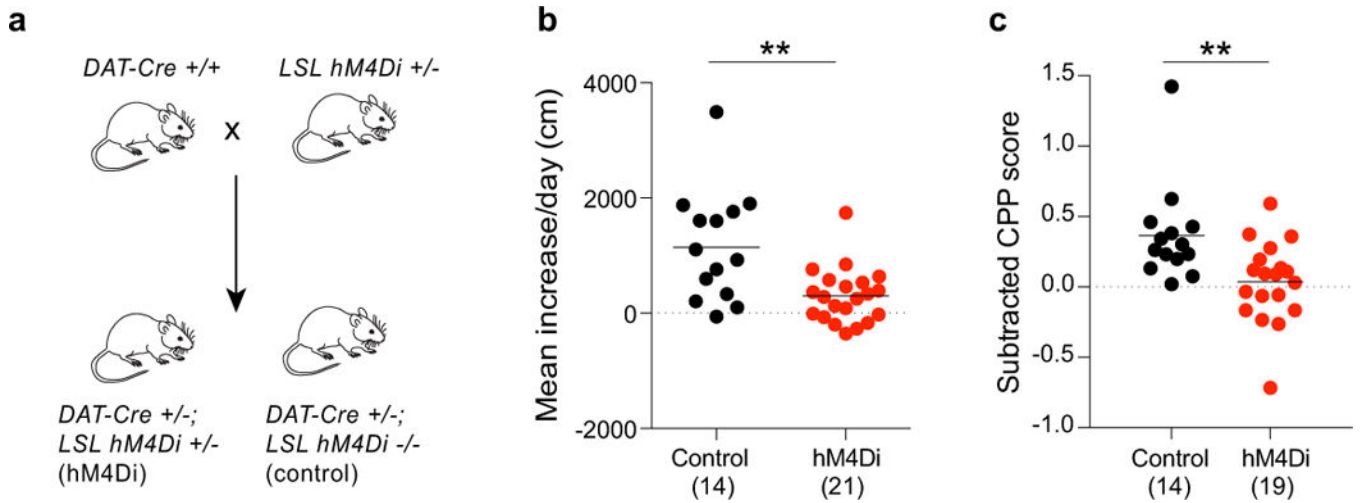 a
DAT-Cre +/+
LSL hM4Di +/-
x
DAT-Cre +/-;
LSL hM4Di +/-
(hM4Di)
DAT-Cre +/-;
LSL hM4Di -/-
(control)
b
**
Mean increase/day (cm)
4000
2000
0
-2000
Control
(14)
hM4Di
(21)
c
**
Subtracted CPP score
1.5
1.0
0.5
0.0
-0.5
-1.0
Control
(14)
hM4Di
(19)